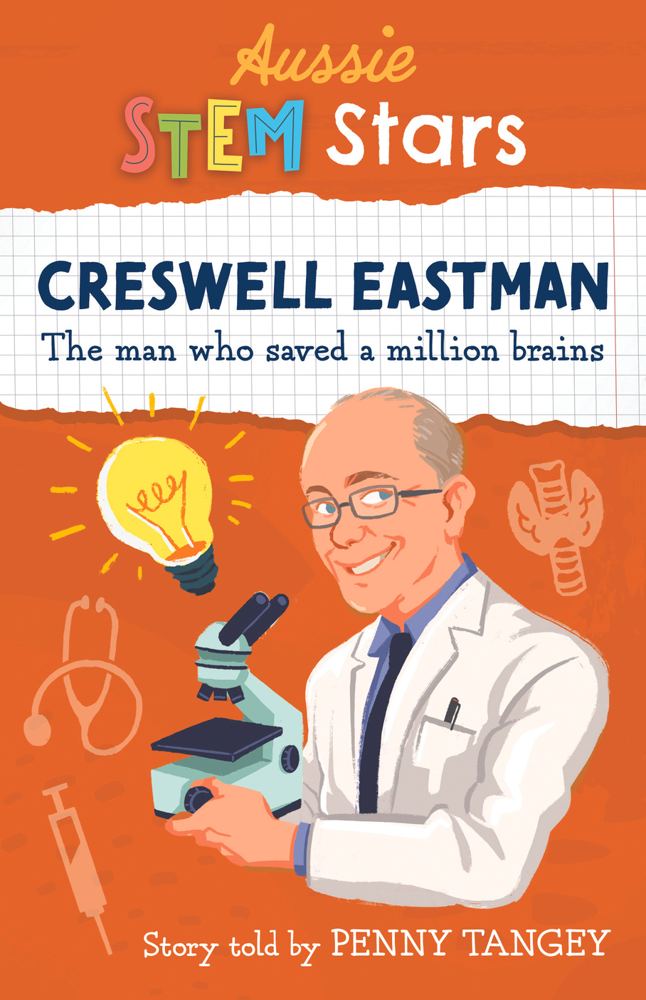 Aussie
STEM Stars
CRESWELL EASTMAN
The man who saved a million brains
Story told by PENNY TANGEY